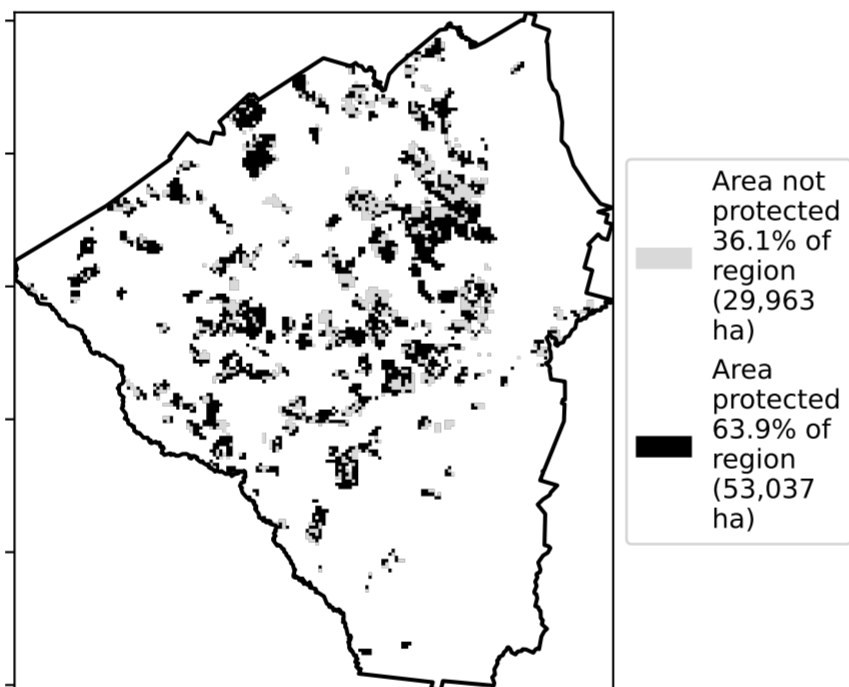 Area not
protected
36.1% of
region
(29,963
ha)
Area
protected
63.9% of
region
(53,037
ha)